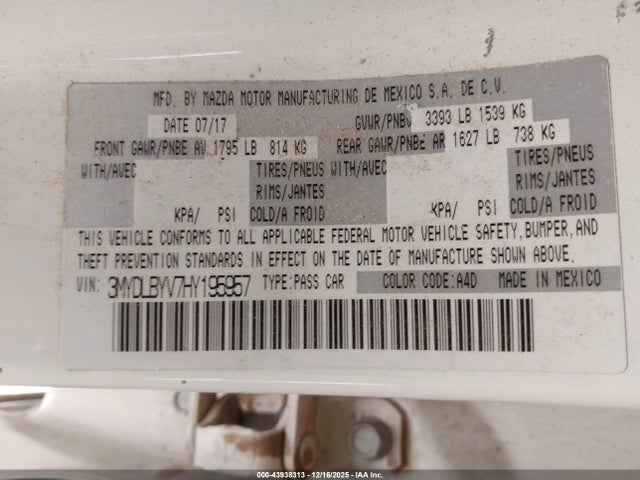 MFD. BY MAZDA MOTOR MANUFACTURING DE MEXICO S.A. DE C.V.
DATE 07/17 GVWR/PNBV 3393 LB 1539 KG
FRONT GAWR/PNBE AV 1795 LB 814 KG REAR GAWR/PNBE AR 1627 LB 738 KG
WITH/AVEC TIRES/PNEUS WITH/AVEC TIRES/PNEUS
RIMS/JANTES RIMS/JANTES
KPA/ PSI COLD/A FROID KPA/ PSI COLD/A FROID
THIS VEHICLE CONFORMS TO ALL APPLICABLE FEDERAL MOTOR VEHICLE SAFETY, BUMPER, AND
THEFT PREVENTION STANDARDS IN EFFECT ON THE DATE OF MANUFACTURE SHOWN ABOVE.
VIN: 3MYDLBYV7HY195957 TYPE:PASS CAR COLOR CODE:A4D MADE IN MEXICO
000-43938313 - 12/16/2025 - IAA Inc.